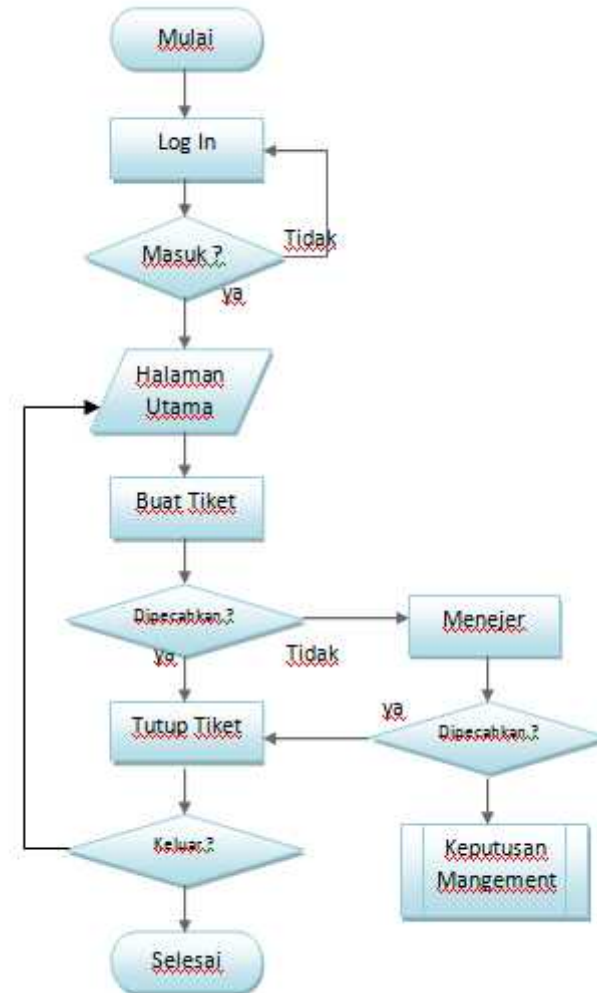 Mulai
Log In
Masuk ?
Tidak
ya
Halaman
Utama
Buat Tiket
Dipecahkan ?
Menejer
ya
Tidak
Tutup Tiket
ya
Dipecahkan ?
Keluar ?
Keputusan
Mangement
Selesai